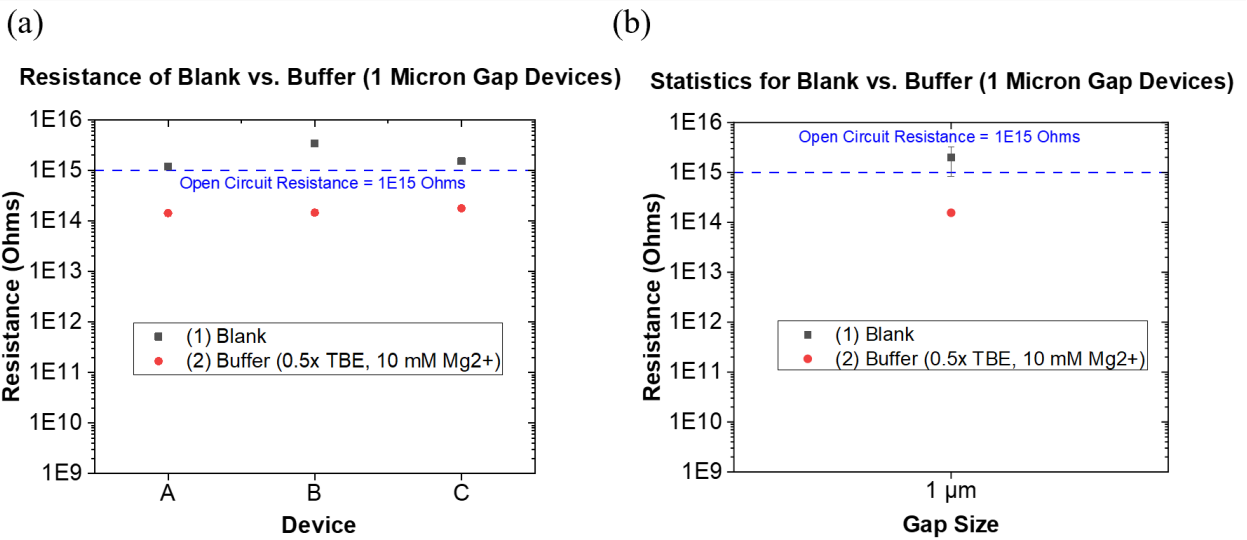 (a)
Resistance of Blank vs. Buffer (1 Micron Gap Devices)
Resistance (Ohms)
1E16
1E15
1E14
1E13
1E12
1E11
1E10
1E9
Open Circuit Resistance = 1E15 Ohms
(1) Blank
(2) Buffer (0.5x TBE, 10 mM Mg2+)
A
B
C
Device
(b)
Statistics for Blank vs. Buffer (1 Micron Gap Devices)
Resistance (Ohms)
1E16
1E15
1E14
1E13
1E12
1E11
1E10
1E9
Open Circuit Resistance = 1E15 Ohms
(1) Blank
(2) Buffer (0.5x TBE, 10 mM Mg2+)
1 µm
Gap Size